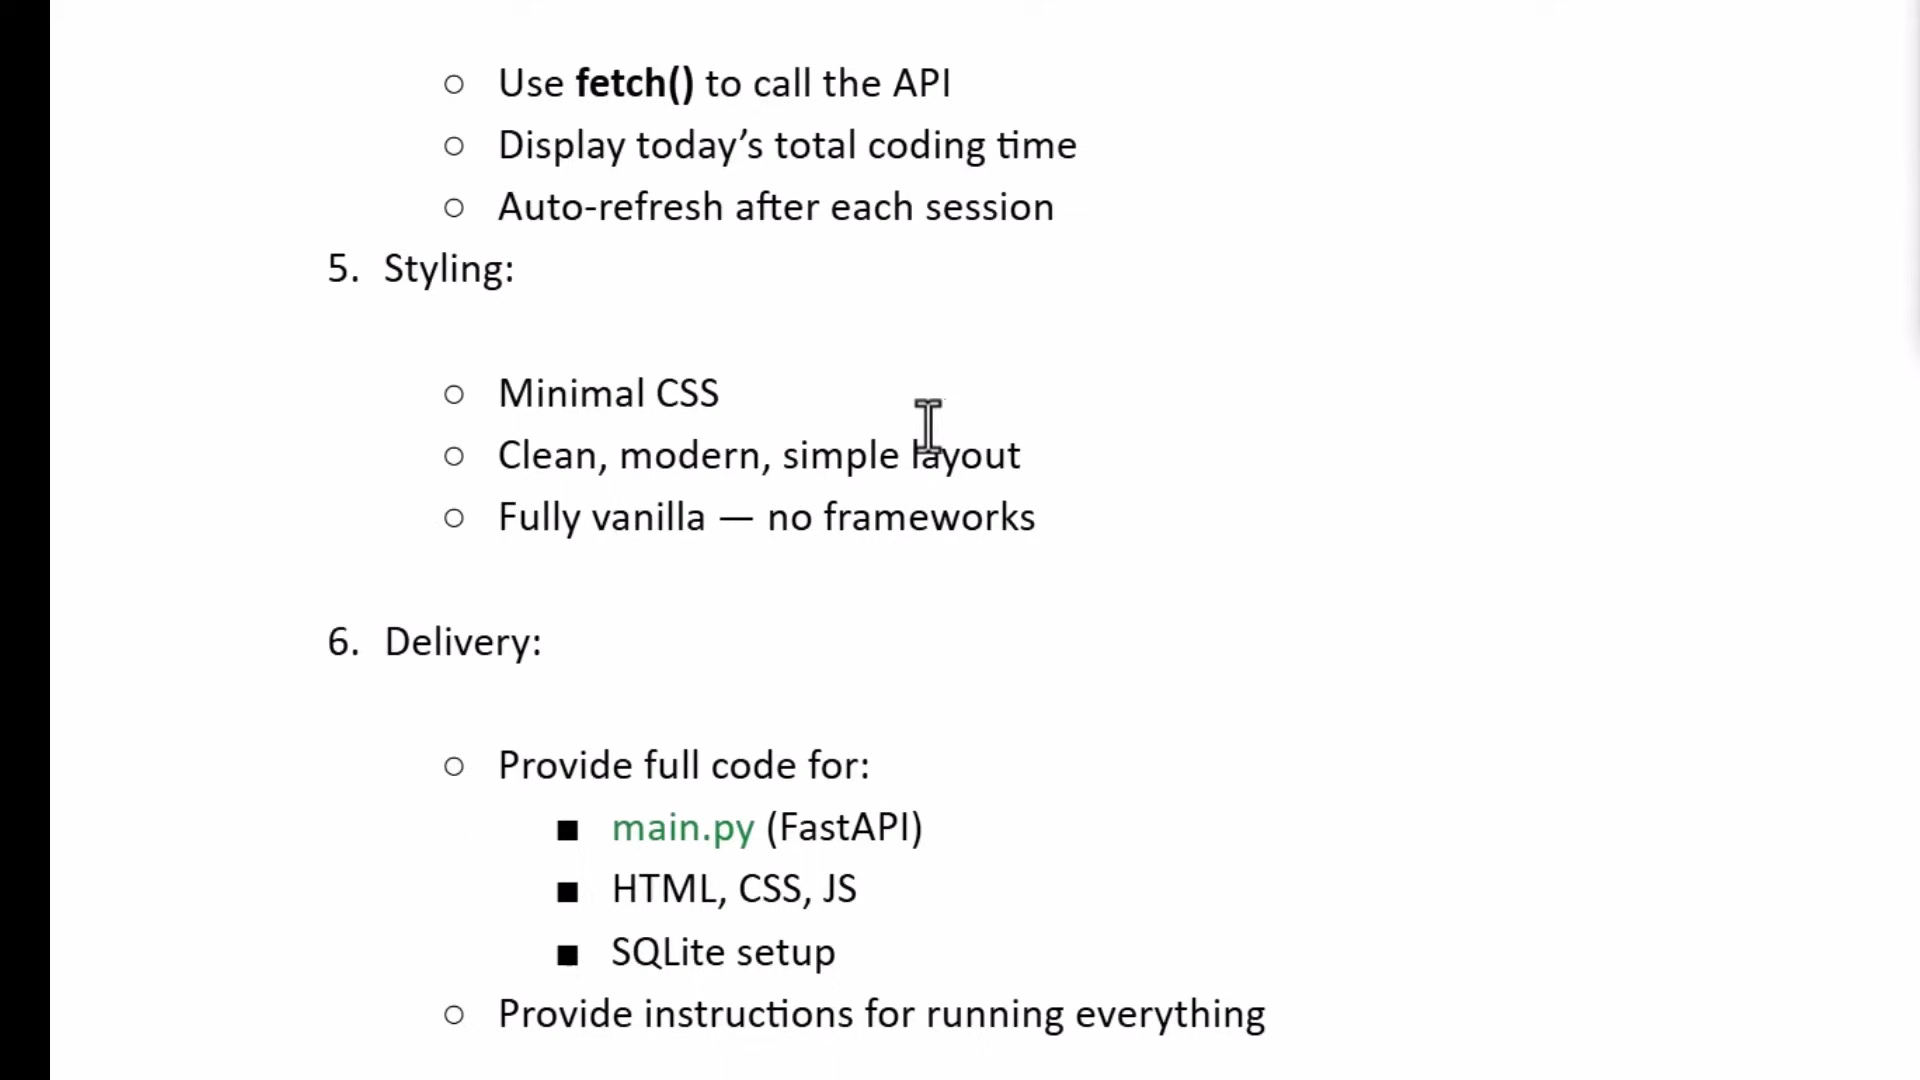 ○ Use fetch() to call the API
○ Display today’s total coding time
○ Auto-refresh after each session
5. Styling:
○ Minimal CSS
○ Clean, modern, simple layout
○ Fully vanilla — no frameworks
6. Delivery:
○ Provide full code for:
■ main.py (FastAPI)
■ HTML, CSS, JS
■ SQLite setup
○ Provide instructions for running everything